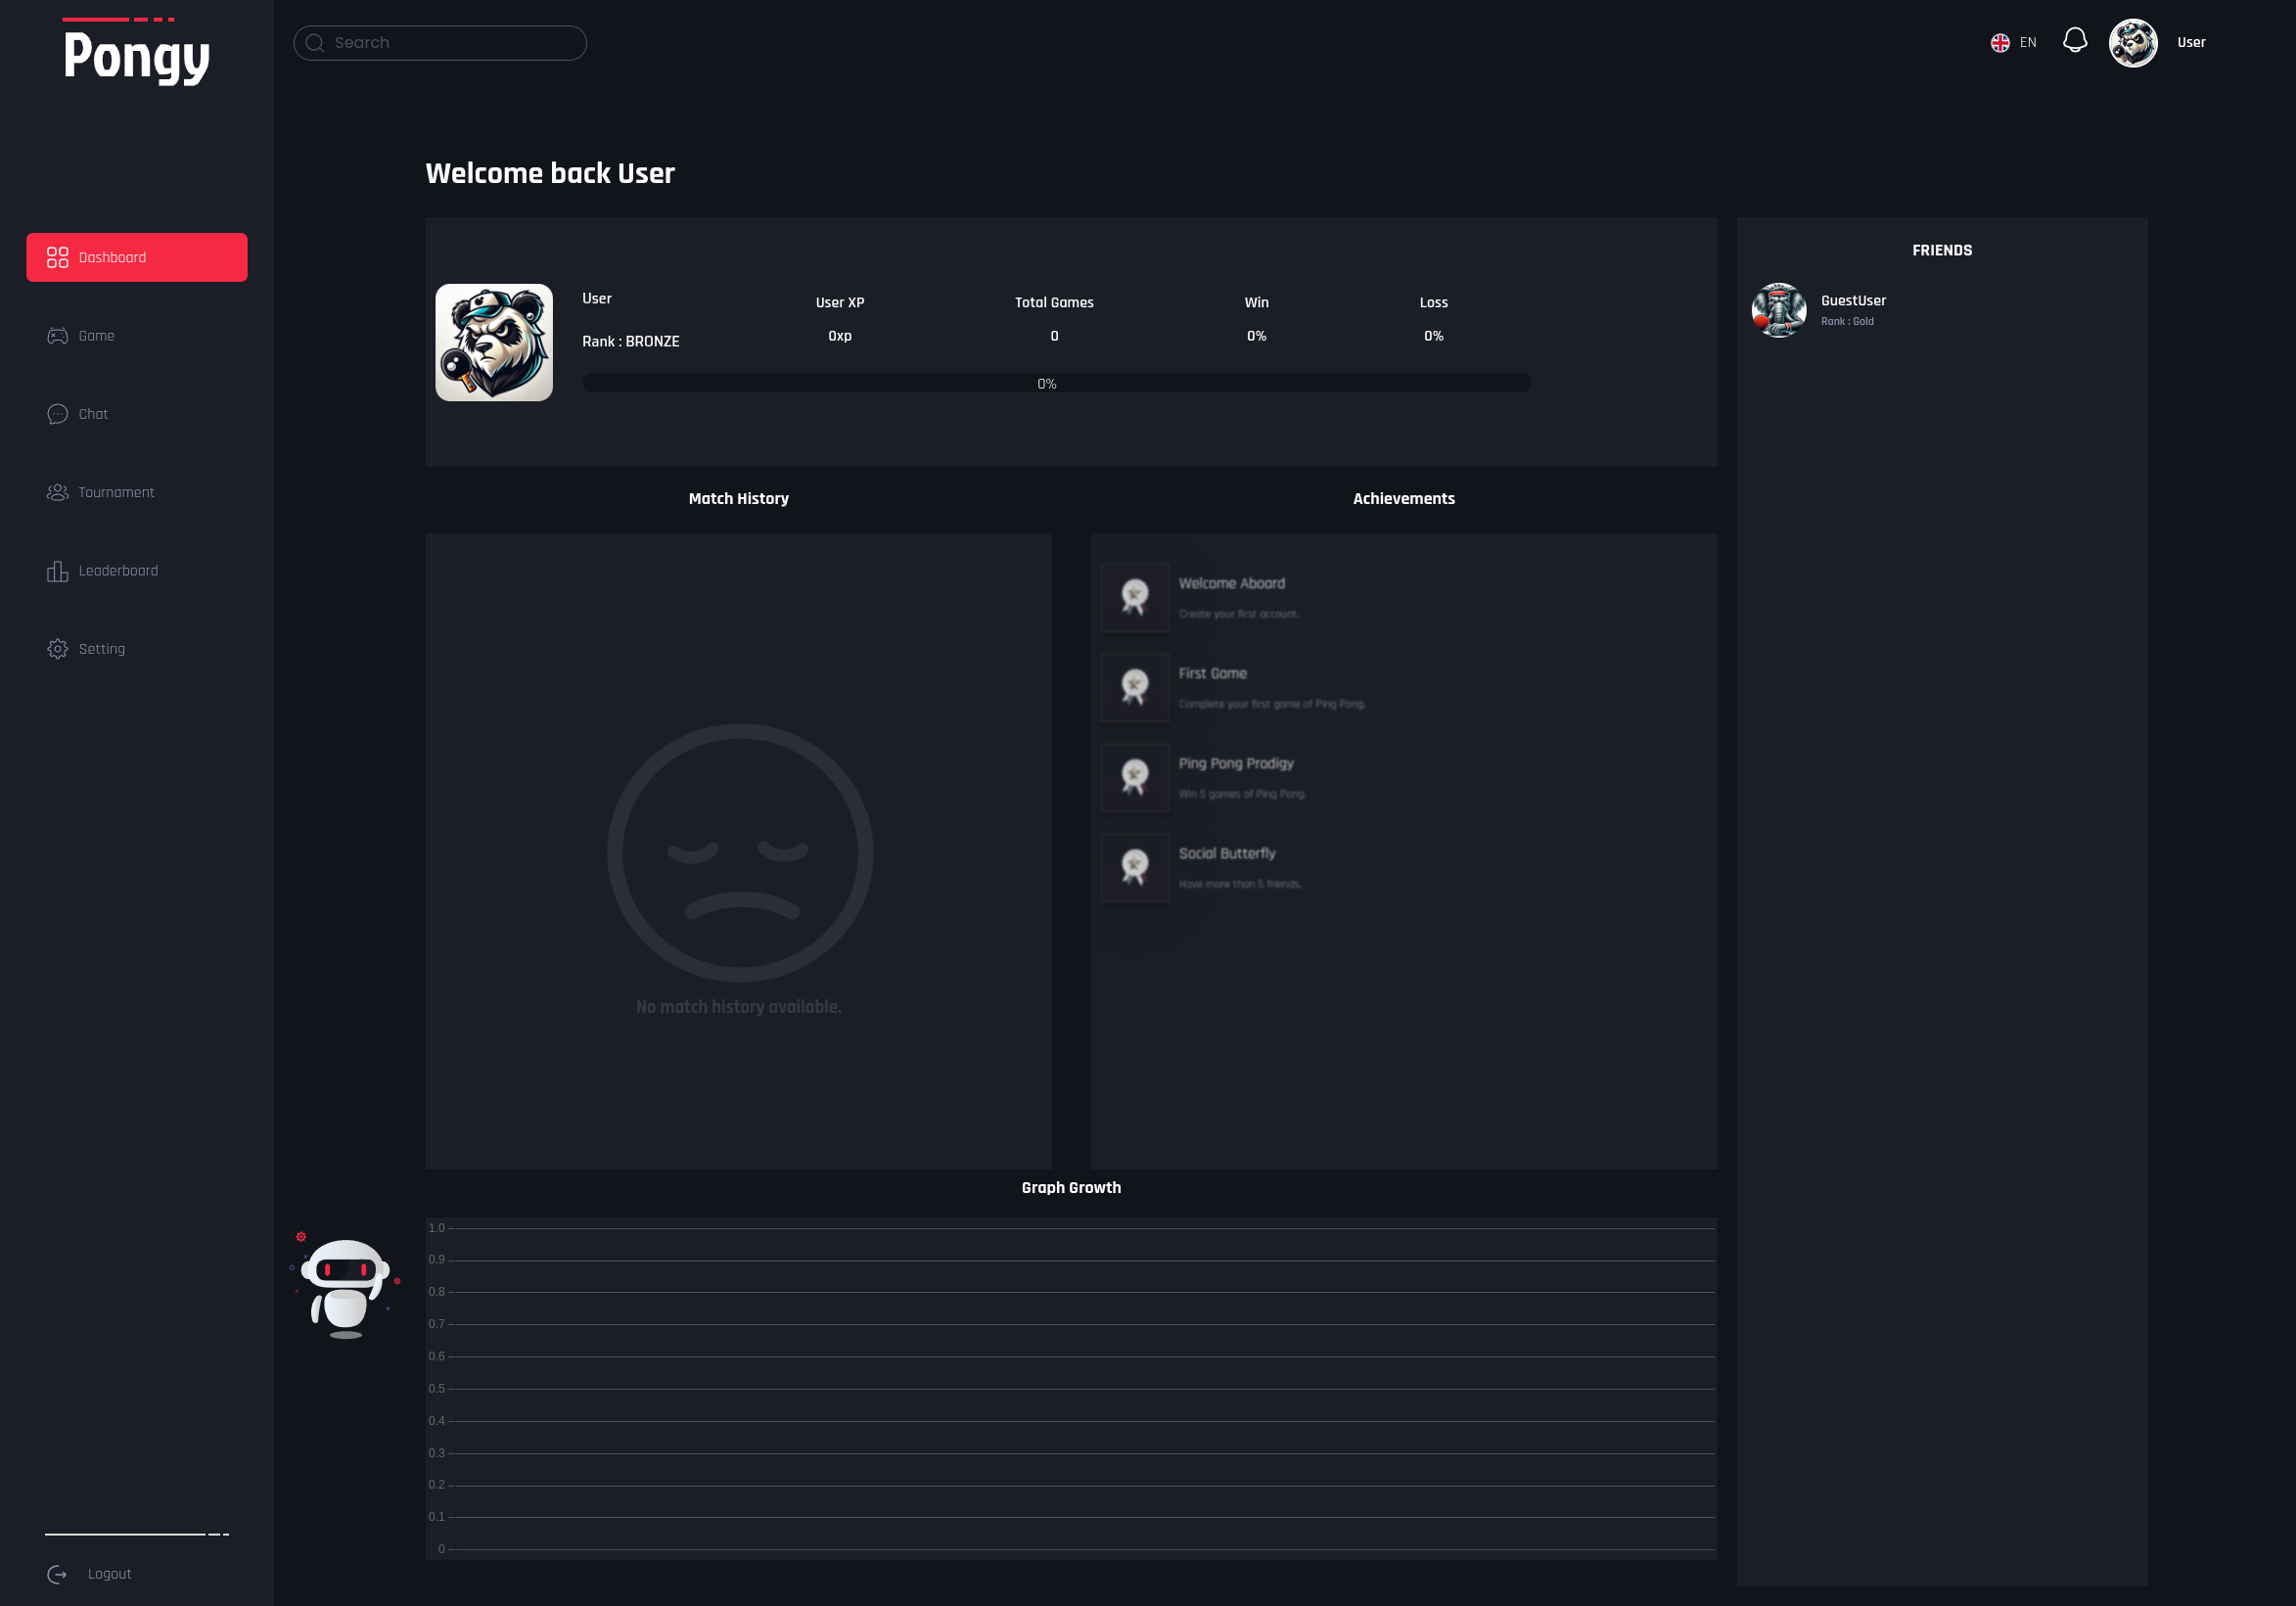 Pongy
Search
EN
User
Dashboard
Game
Chat
Tournament
Leaderboard
Setting
Logout
Welcome back User
User
Rank : BRONZE
User XP
0xp
Total Games
0
Win
0%
Loss
0%
0%
FRIENDS
GuestUser
Rank : Gold
Match History
No match history available.
Achievements
Welcome Aboard
Create your first account.
First Game
Complete your first game of Ping Pong.
Ping Pong Prodigy
Win 5 games of Ping Pong.
Social Butterfly
Have more than 5 friends.
Graph Growth
1.0
0.9
0.8
0.7
0.6
0.5
0.4
0.3
0.2
0.1
0